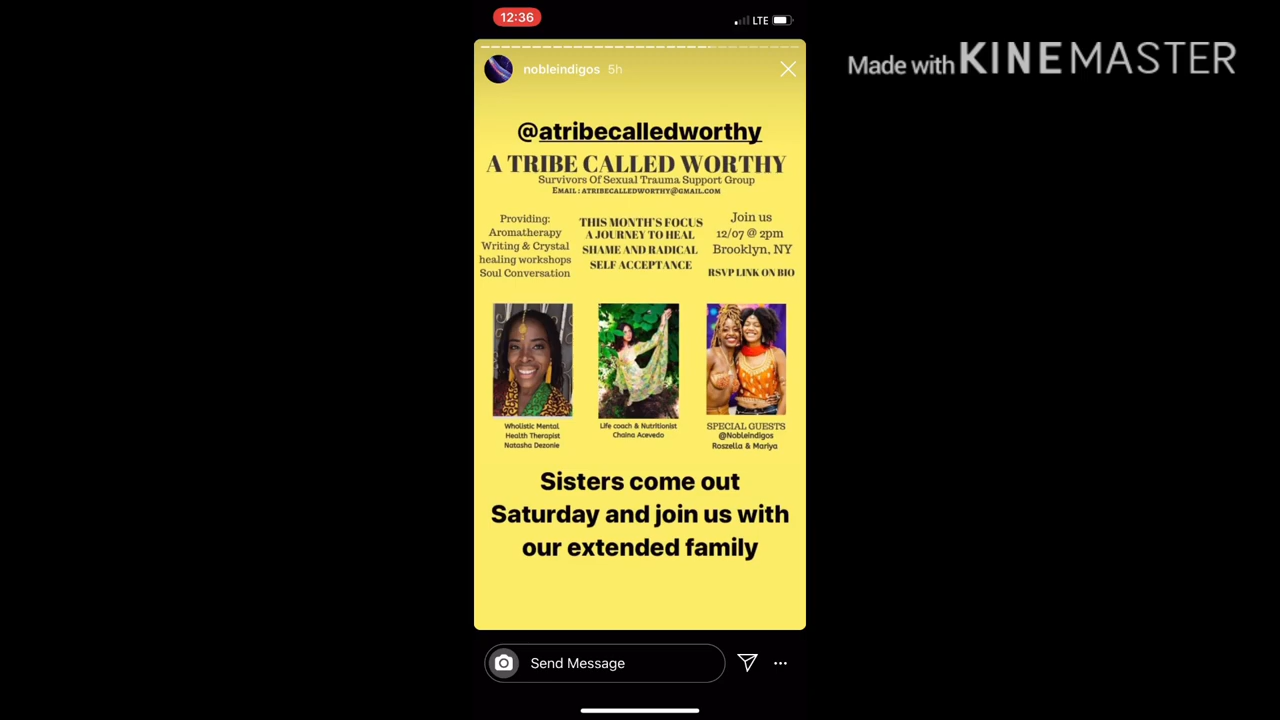 12:36
LTE
Made with KINEMASTER
nobleindigos 5h
@atribecalledworthy
A TRIBE CALLED WORTHY
Survivors Of Sexual Trauma Support Group
EMAIL : ATRIBECALLEDWORTHY@GMAIL.COM
Providing:
Aromatherapy
Writing & Crystal
healing workshops
Soul Conversation
THIS MONTH'S FOCUS
A JOURNEY TO HEAL
SHAME AND RADICAL
SELF ACCEPTANCE
Join us
12/07 @ 2pm
Brooklyn, NY
RSVP LINK ON BIO
Wholistic Mental
Health Therapist
Natasha Dezonie
Life coach & Nutritionist
Chaina Acevedo
SPECIAL GUESTS
@Nobleindigos
Roszella & Mariya
Sisters come out
Saturday and join us with
our extended family
Send Message